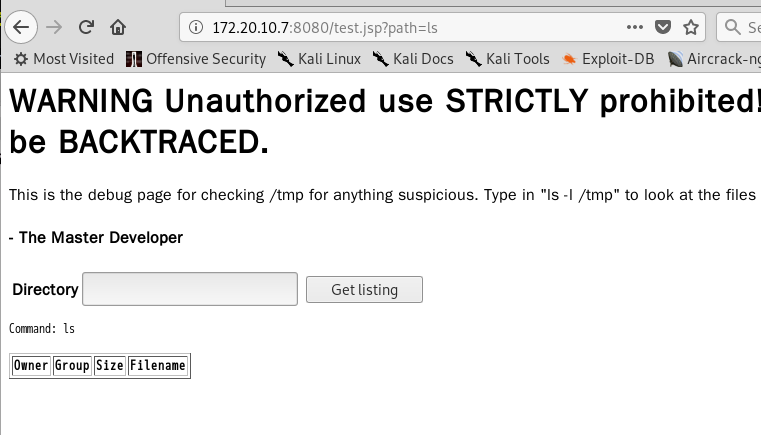 172.20.10.7:8080/test.jsp?path=ls
Most Visited Offensive Security Kali Linux Kali Docs Kali Tools Exploit-DB Aircrack-ng
WARNING Unauthorized use STRICTLY prohibited!
be BACKTRACED.
This is the debug page for checking /tmp for anything suspicious. Type in "ls -l /tmp" to look at the files
- The Master Developer
Directory Get listing
Command: ls
Owner Group Size Filename